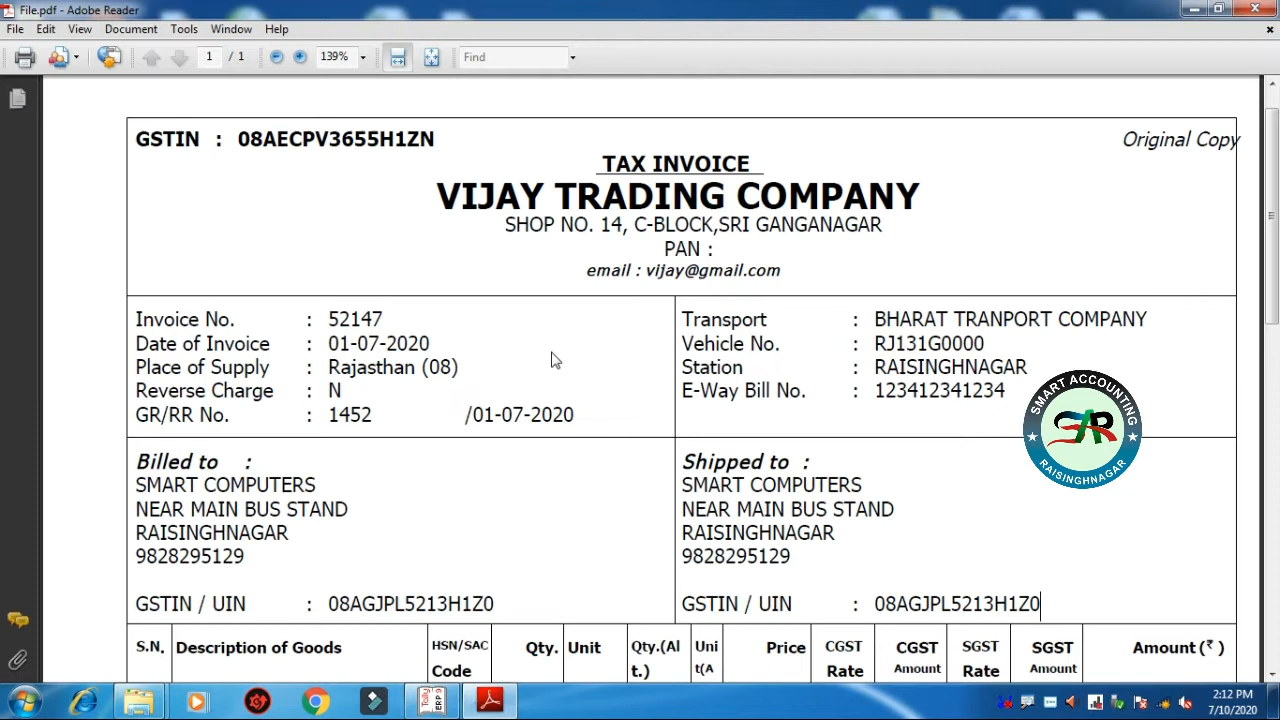 File.pdf - Adobe Reader
File Edit View Document Tools Window Help
1 / 1 139% Find
GSTIN : 08AECPV3655H1ZN
Original Copy
TAX INVOICE
VIJAY TRADING COMPANY
SHOP NO. 14, C-BLOCK,SRI GANGANAGAR
PAN :
email : vijay@gmail.com
Invoice No. : 52147
Date of Invoice : 01-07-2020
Place of Supply : Rajasthan (08)
Reverse Charge : N
GR/RR No. : 1452 /01-07-2020
Transport : BHARAT TRANPORT COMPANY
Vehicle No. : RJ131G0000
Station : RAISINGHNAGAR
E-Way Bill No. : 123412341234
SMART ACCOUNTING
SAR
RAISINGHNAGAR
Billed to :
SMART COMPUTERS
NEAR MAIN BUS STAND
RAISINGHNAGAR
9828295129
GSTIN / UIN : 08AGJPL5213H1Z0
Shipped to :
SMART COMPUTERS
NEAR MAIN BUS STAND
RAISINGHNAGAR
9828295129
GSTIN / UIN : 08AGJPL5213H1Z0
S.N. Description of Goods HSN/SAC Qty. Unit Qty.(Al Uni Price CGST CGST SGST SGST Amount (₹ )
Code t.) t(A Rate Amount Rate Amount
Tally
ERP 9
2:12 PM
7/10/2020